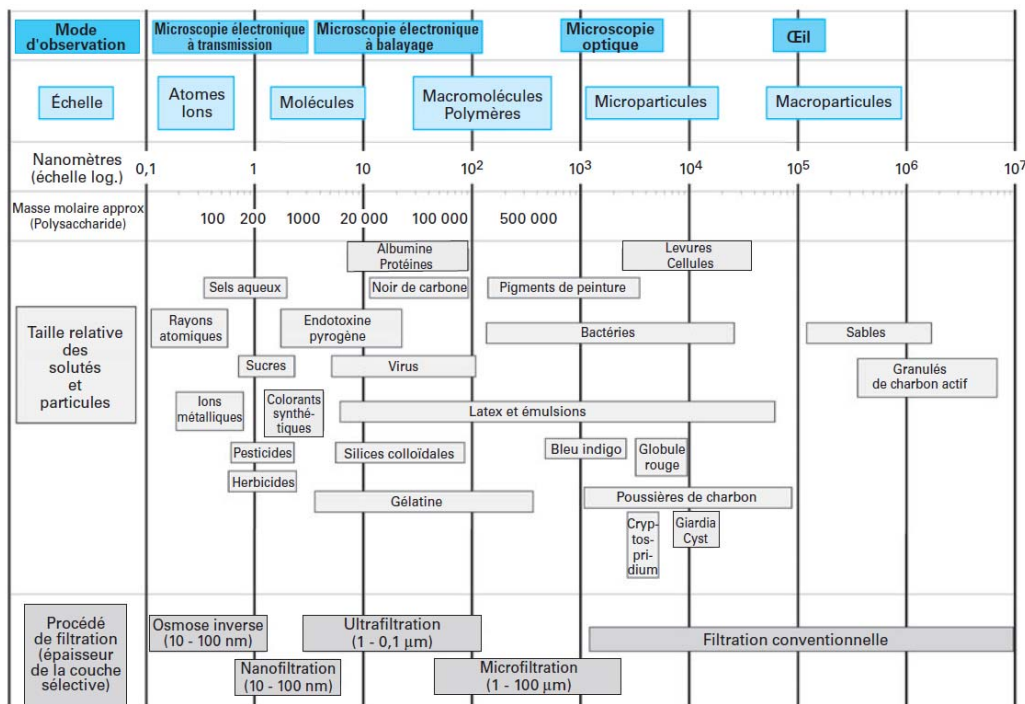 Mode
d'observation
Microscopie électronique
à transmission
Microscopie électronique
à balayage
Microscopie
optique
Œil
Échelle
Atomes
Ions
Molécules
Macromolécules
Polymères
Microparticules
Macroparticules
Nanomètres
(échelle log.)
0,1
1
10
10²
10³
10⁴
10⁵
10⁶
10⁷
Masse molaire approx
(Polysaccharide)
100
200
1000
20 000
100 000
500 000
Taille relative
des
solutés
et
particules
Albumine
Protéines
Levures
Cellules
Sels aqueux
Noir de carbone
Pigments de peinture
Rayons
atomiques
Endotoxine
pyrogène
Bactéries
Sables
Sucres
Virus
Granulés
de charbon actif
Ions
métalliques
Colorants
synthé-
tiques
Latex et émulsions
Pesticides
Silices colloïdales
Bleu indigo
Globule
rouge
Herbicides
Gélatine
Poussières de charbon
Cryp-
tos-
pri-
dium
Giardia
Cyst
Procédé
de filtration
(épaisseur
de la couche
sélective)
Osmose inverse
(10 - 100 nm)
Ultrafiltration
(1 - 0,1 μm)
Filtration conventionnelle
Nanofiltration
(10 - 100 nm)
Microfiltration
(1 - 100 μm)